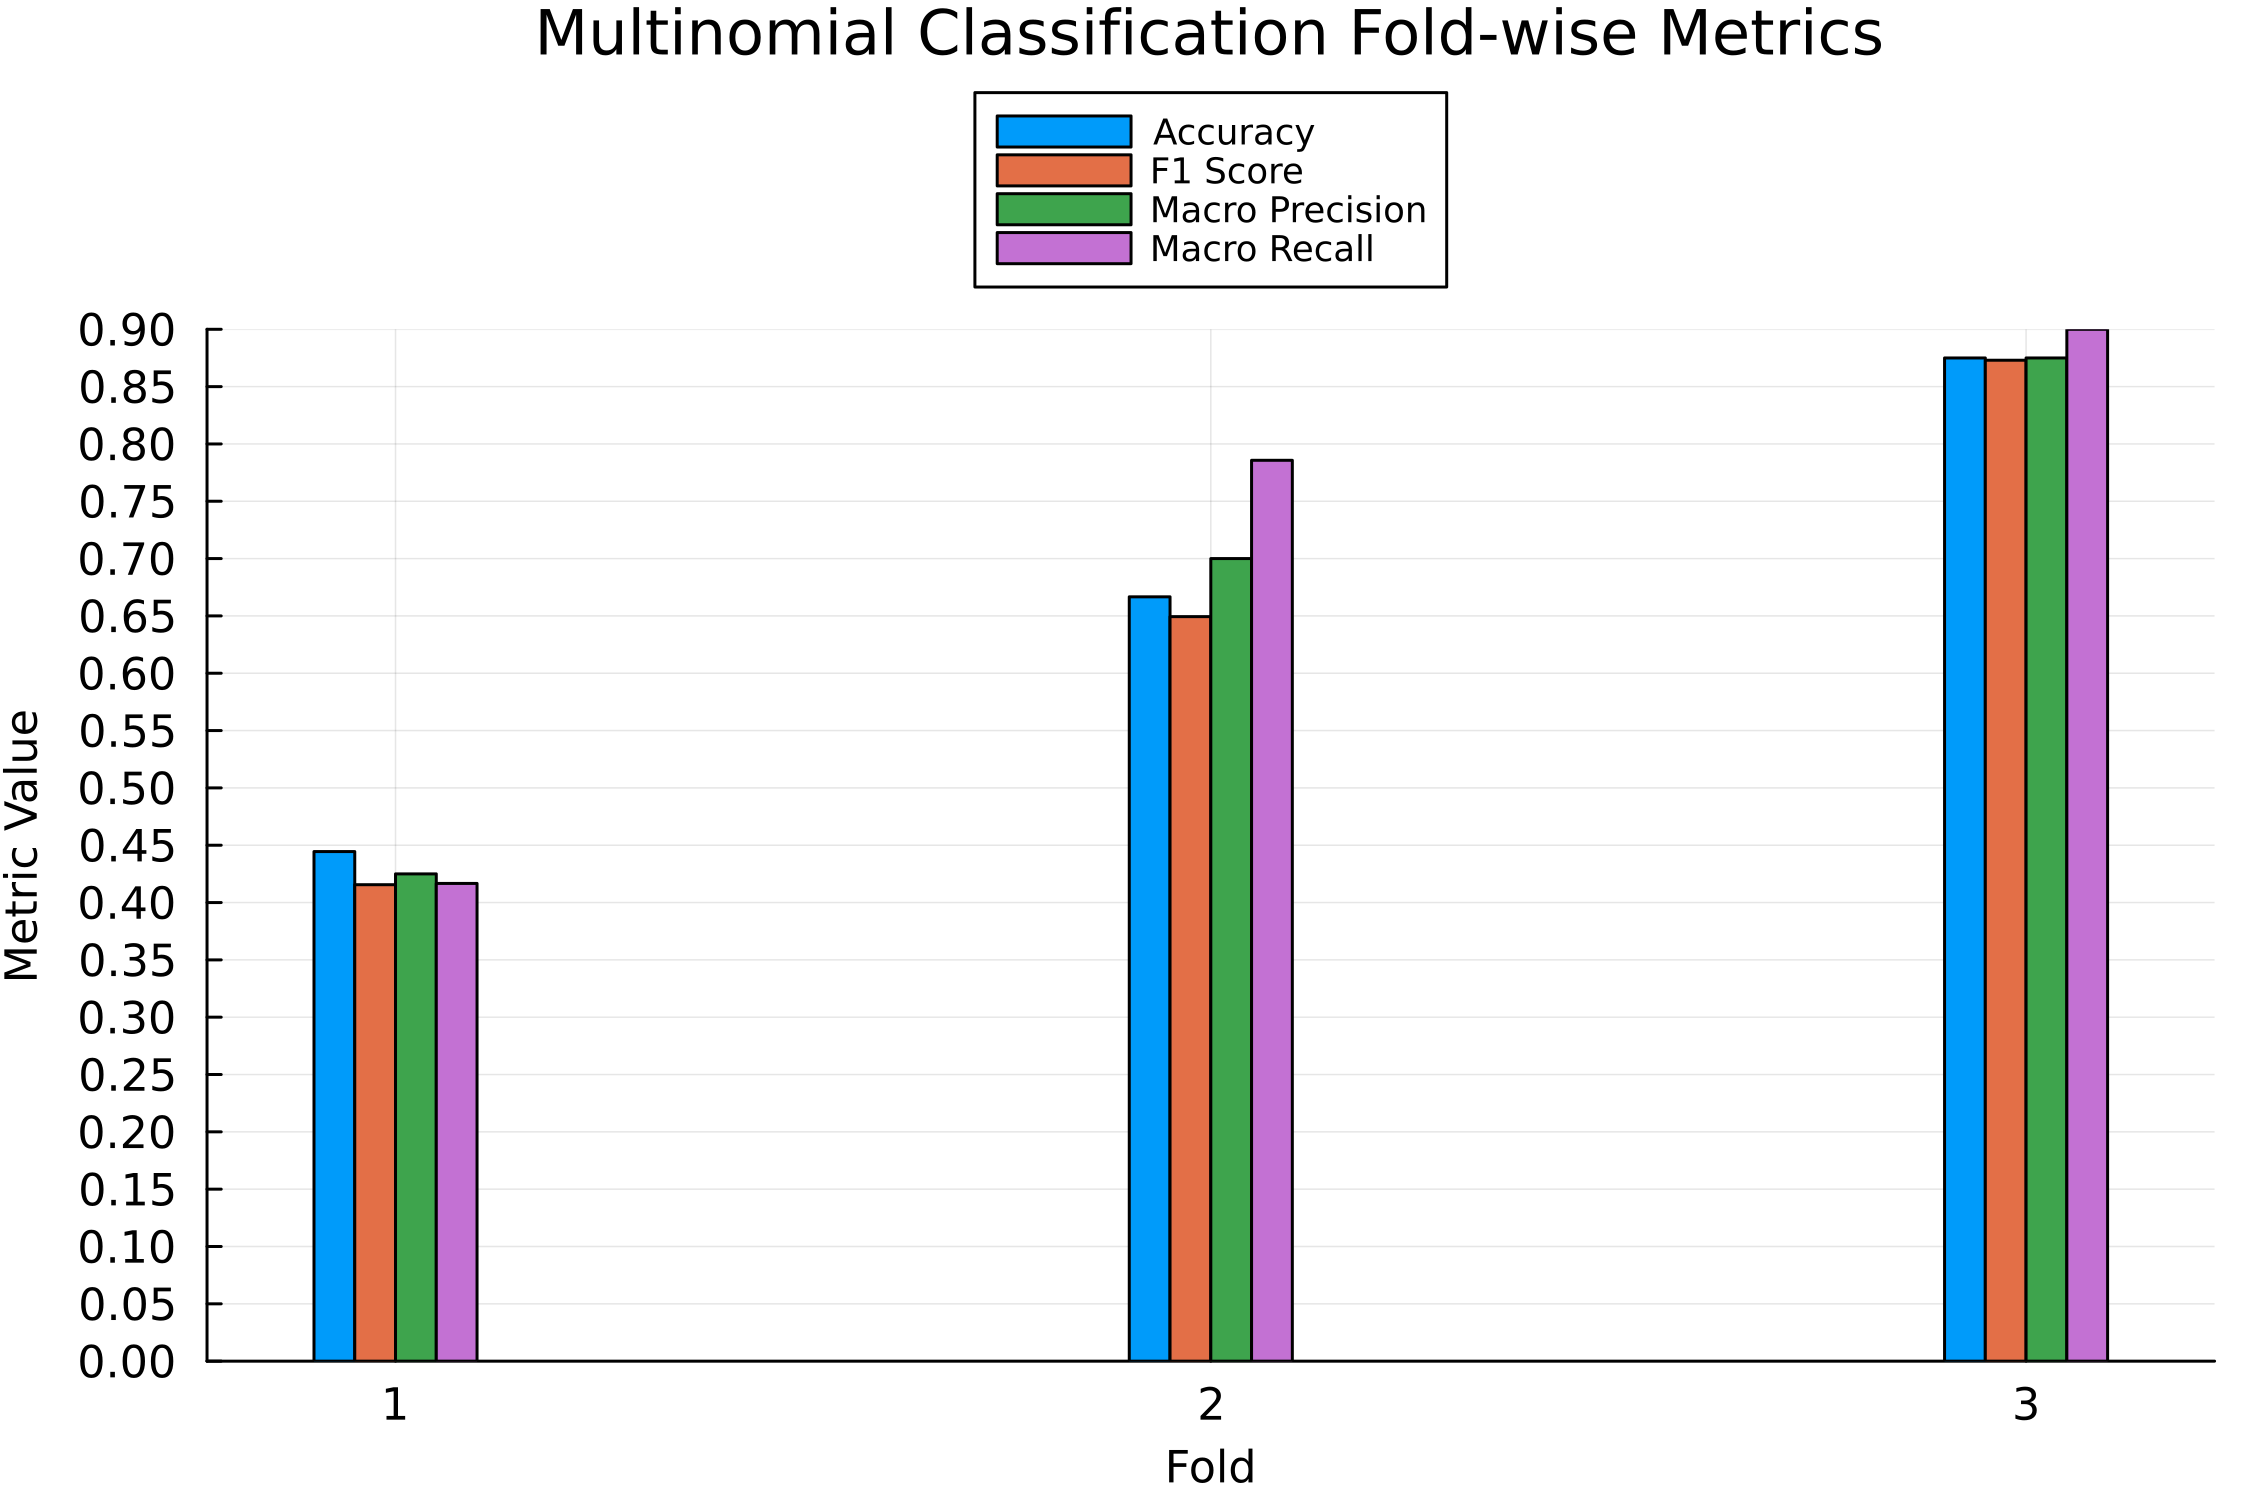 Multinomial Classification Fold-wise Metrics
Accuracy
F1 Score
Macro Precision
Macro Recall
0.90
0.85
0.80
0.75
0.70
0.65
0.60
0.55
0.50
0.45
0.40
0.35
0.30
0.25
0.20
0.15
0.10
0.05
0.00
Metric Value
1 2 3
Fold